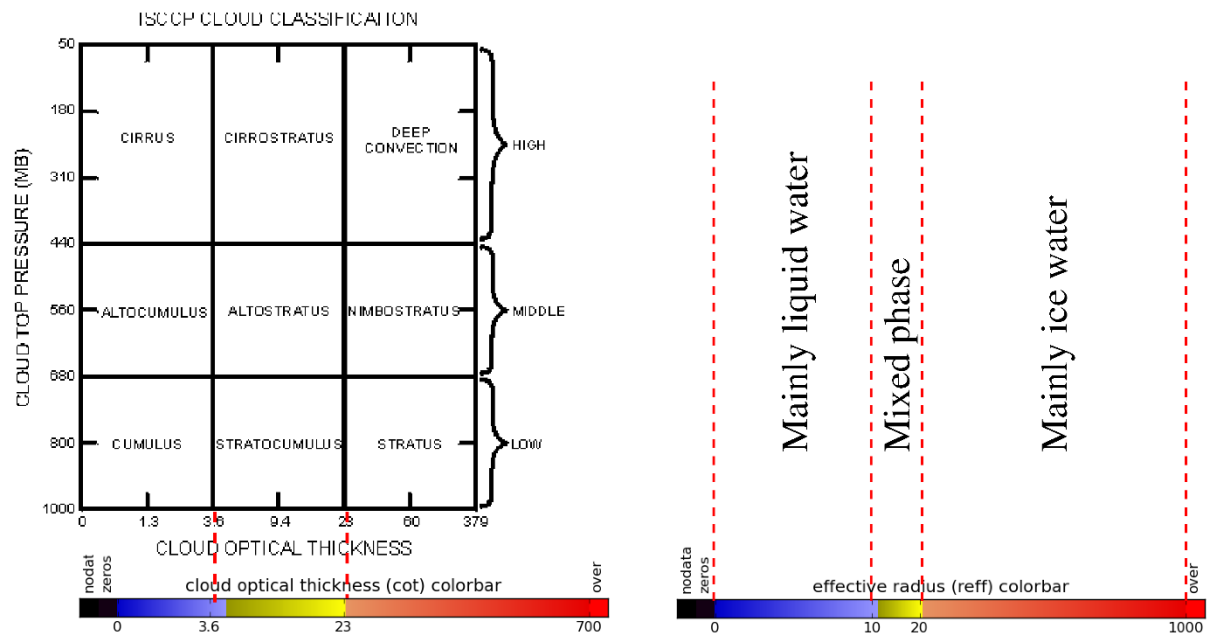 ISCCP CLOUD CLASSIFICATION
CLOUD TOP PRESSURE (MB)
50
180
310
440
560
680
800
1000
CIRRUS
CIRROSTRATUS
DEEP
CONVECTION
HIGH
ALTOCUMULUS
ALTOSTRATUS
NIMBOSTRATUS
MIDDLE
CUMULUS
STRATOCUMULUS
STRATUS
LOW
0
1.3
3.6
9.4
23
60
379
CLOUD OPTICAL THICKNESS
nodat
zeros
cloud optical thickness (cot) colorbar
over
0
3.6
23
700
Mainly liquid water
Mixed phase
Mainly ice water
nodata
zeros
effective radius (reff) colorbar
over
0
10
20
1000